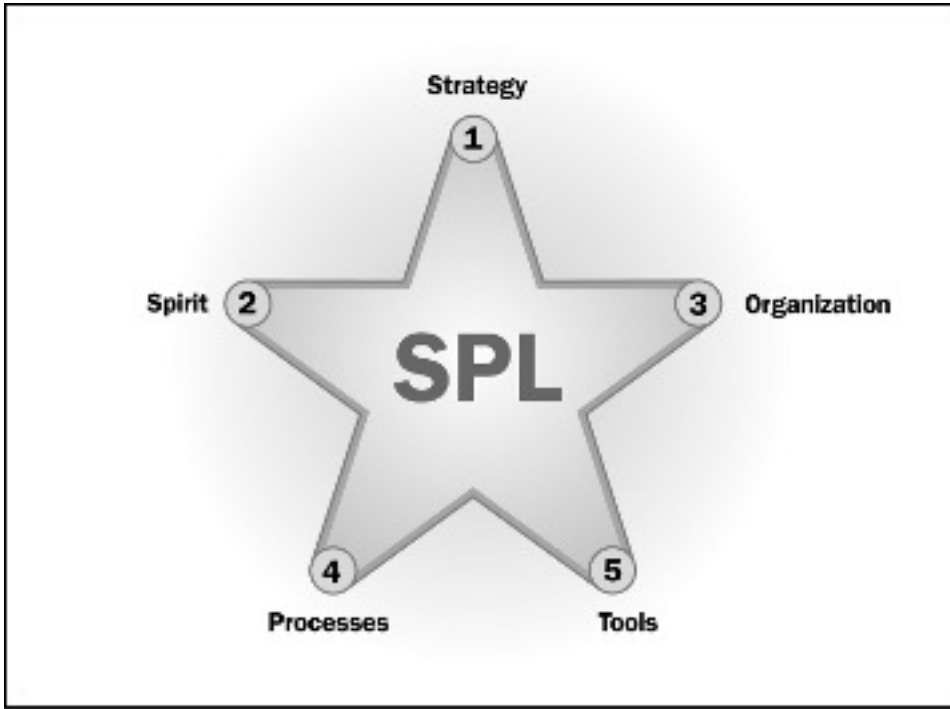 Strategy
1
Spirit 2
3 Organization
SPL
4
5
Processes
Tools